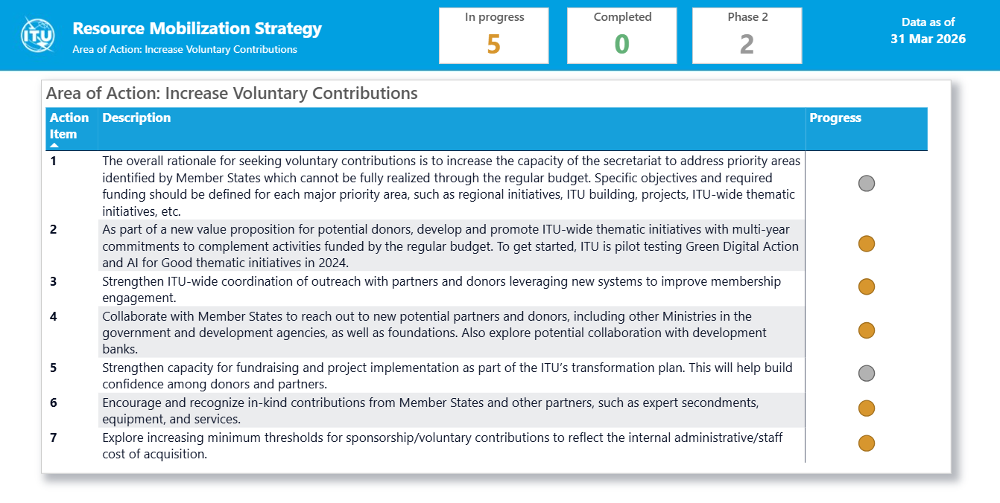 ITU
Resource Mobilization Strategy
Area of Action: Increase Voluntary Contributions
In progress
5
Completed
0
Phase 2
2
Data as of
31 Mar 2026
Area of Action: Increase Voluntary Contributions
Action
Item
Description
Progress
1
The overall rationale for seeking voluntary contributions is to increase the capacity of the secretariat to address priority areas
identified by Member States which cannot be fully realized through the regular budget. Specific objectives and required
funding should be defined for each major priority area, such as regional initiatives, ITU building, projects, ITU-wide thematic
initiatives, etc.
2
As part of a new value proposition for potential donors, develop and promote ITU-wide thematic initiatives with multi-year
commitments to complement activities funded by the regular budget. To get started, ITU is pilot testing Green Digital Action
and AI for Good thematic initiatives in 2024.
3
Strengthen ITU-wide coordination of outreach with partners and donors leveraging new systems to improve membership
engagement.
4
Collaborate with Member States to reach out to new potential partners and donors, including other Ministries in the
government and development agencies, as well as foundations. Also explore potential collaboration with development
banks.
5
Strengthen capacity for fundraising and project implementation as part of the ITU’s transformation plan. This will help build
confidence among donors and partners.
6
Encourage and recognize in-kind contributions from Member States and other partners, such as expert secondments,
equipment, and services.
7
Explore increasing minimum thresholds for sponsorship/voluntary contributions to reflect the internal administrative/staff
cost of acquisition.